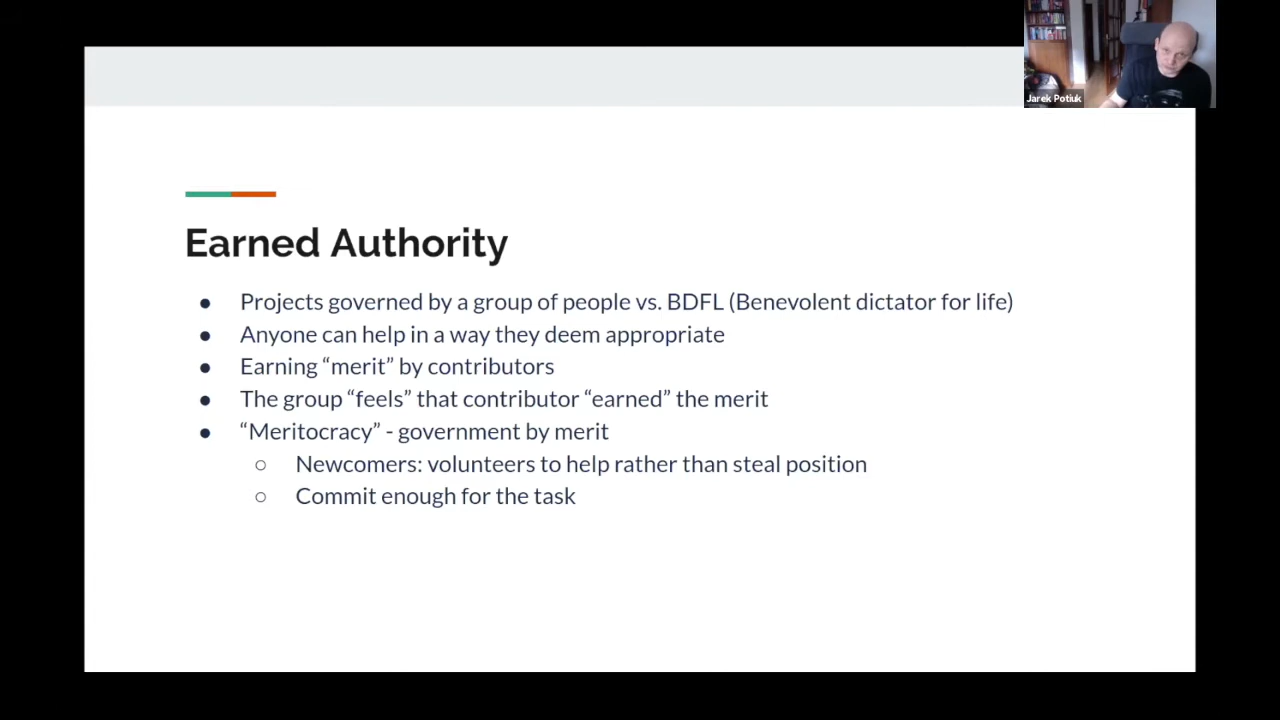 Jarek Potiuk
Earned Authority
● Projects governed by a group of people vs. BDFL (Benevolent dictator for life)
● Anyone can help in a way they deem appropriate
● Earning “merit” by contributors
● The group “feels” that contributor “earned” the merit
● “Meritocracy” - government by merit
○ Newcomers: volunteers to help rather than steal position
○ Commit enough for the task